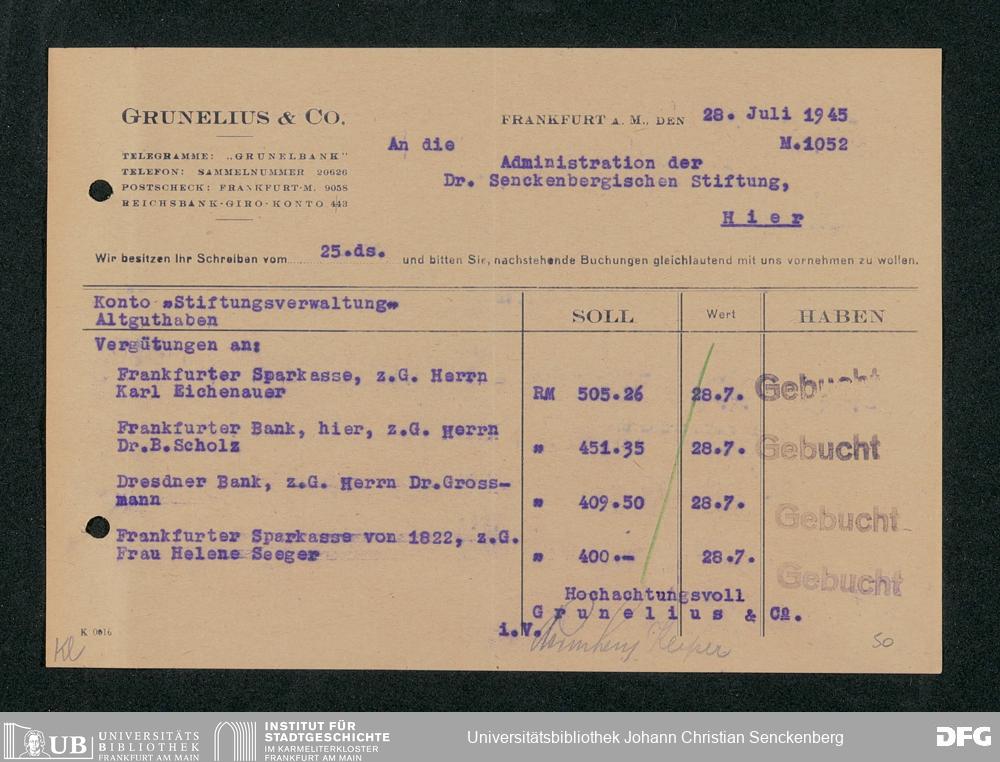 GRUNELIUS & CO.
TELEGRAMME: „GRUNELBANK"
TELEFON: SAMMELNUMMER 20626
POSTSCHECK: FRANKFURT-M. 9058
REICHSBANK-GIRO-KONTO 443
FRANKFURT A. M., DEN 28. Juli 1945
An die M.1052
Administration der
Dr. Senckenbergischen Stiftung,
Hier
Wir besitzen Ihr Schreiben vom 25.ds. und bitten Sie, nachstehende Buchungen gleichlautend mit uns vornehmen zu wollen.
Konto "Stiftungsverwaltung"
Altguthaben
SOLL Wert HABEN
Vergütungen an:
Frankfurter Sparkasse, z.G. Herrn
Karl Eichenauer RM 505.26 28.7. Gebucht
Frankfurter Bank, hier, z.G. Herrn
Dr.B.Scholz " 451.35 28.7. Gebucht
Dresdner Bank, z.G. Herrn Dr.Gross-
mann " 409.50 28.7. Gebucht
Frankfurter Sparkasse von 1822, z.G.
Frau Helene Seeger " 400.- 28.7. Gebucht
Hochachtungsvoll
Grunelius & Co.
i.V.
K 0016
50
UB UNIVERSITÄTS
BIBLIOTHEK
FRANKFURT AM MAIN
INSTITUT FÜR
STADTGESCHICHTE
IM KARMELITERKLOSTER
FRANKFURT AM MAIN
Universitätsbibliothek Johann Christian Senckenberg
DFG